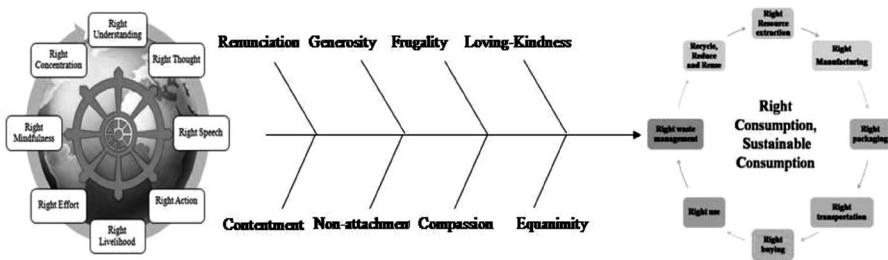 Right
Understanding
Right Thought
Right Speech
Right Action
Right
Livelihood
Right Effort
Right
Mindfulness
Right
Concentration
Renunciation Generosity Frugality Loving-Kindness
Contentment Non-attachment Compassion Equanimity
Right
Resource
extraction
Right
Manufacturing
Right
packaging
Right
transportation
Right
buying
Right use
Right waste
management
Recycle,
Reduce
and Reuse
Right
Consumption,
Sustainable
Consumption